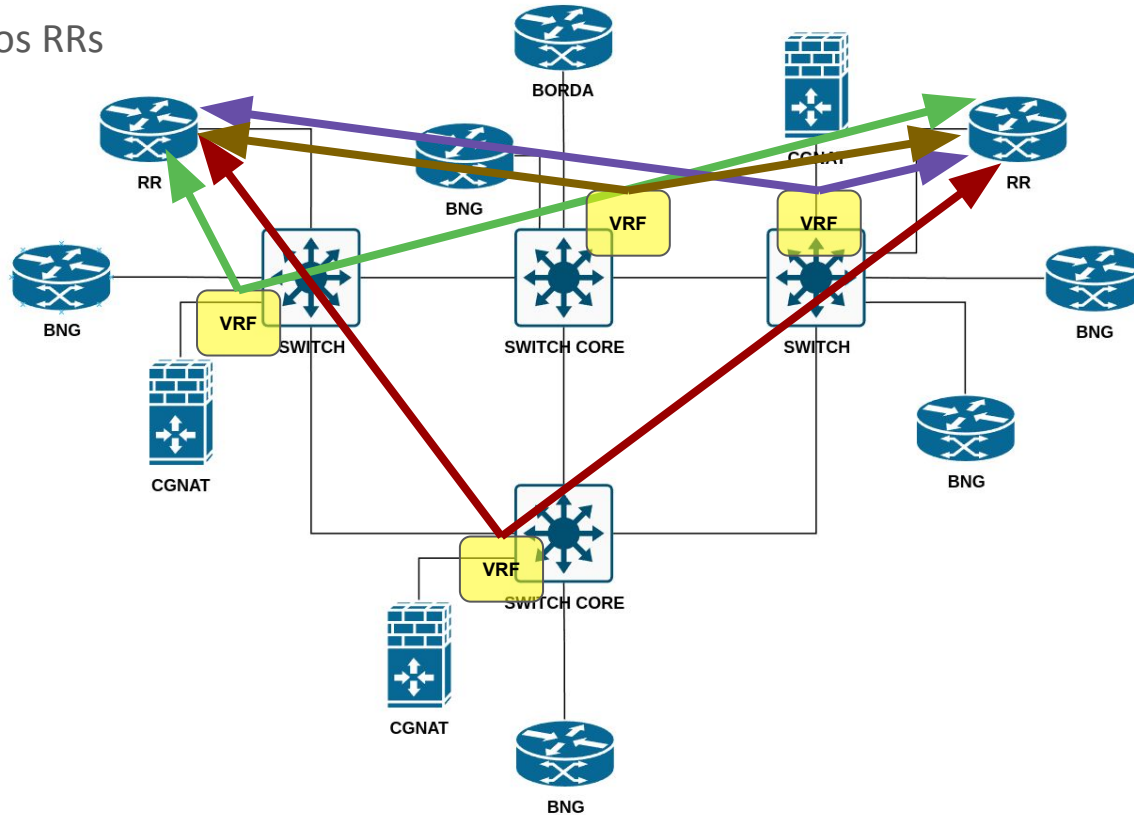 os RRs
BORDA
CGNAT
RR
BNG
RR
VRF
VRF
BNG
VRF
BNG
SWITCH
SWITCH CORE
SWITCH
CGNAT
BNG
VRF
SWITCH CORE
CGNAT
BNG